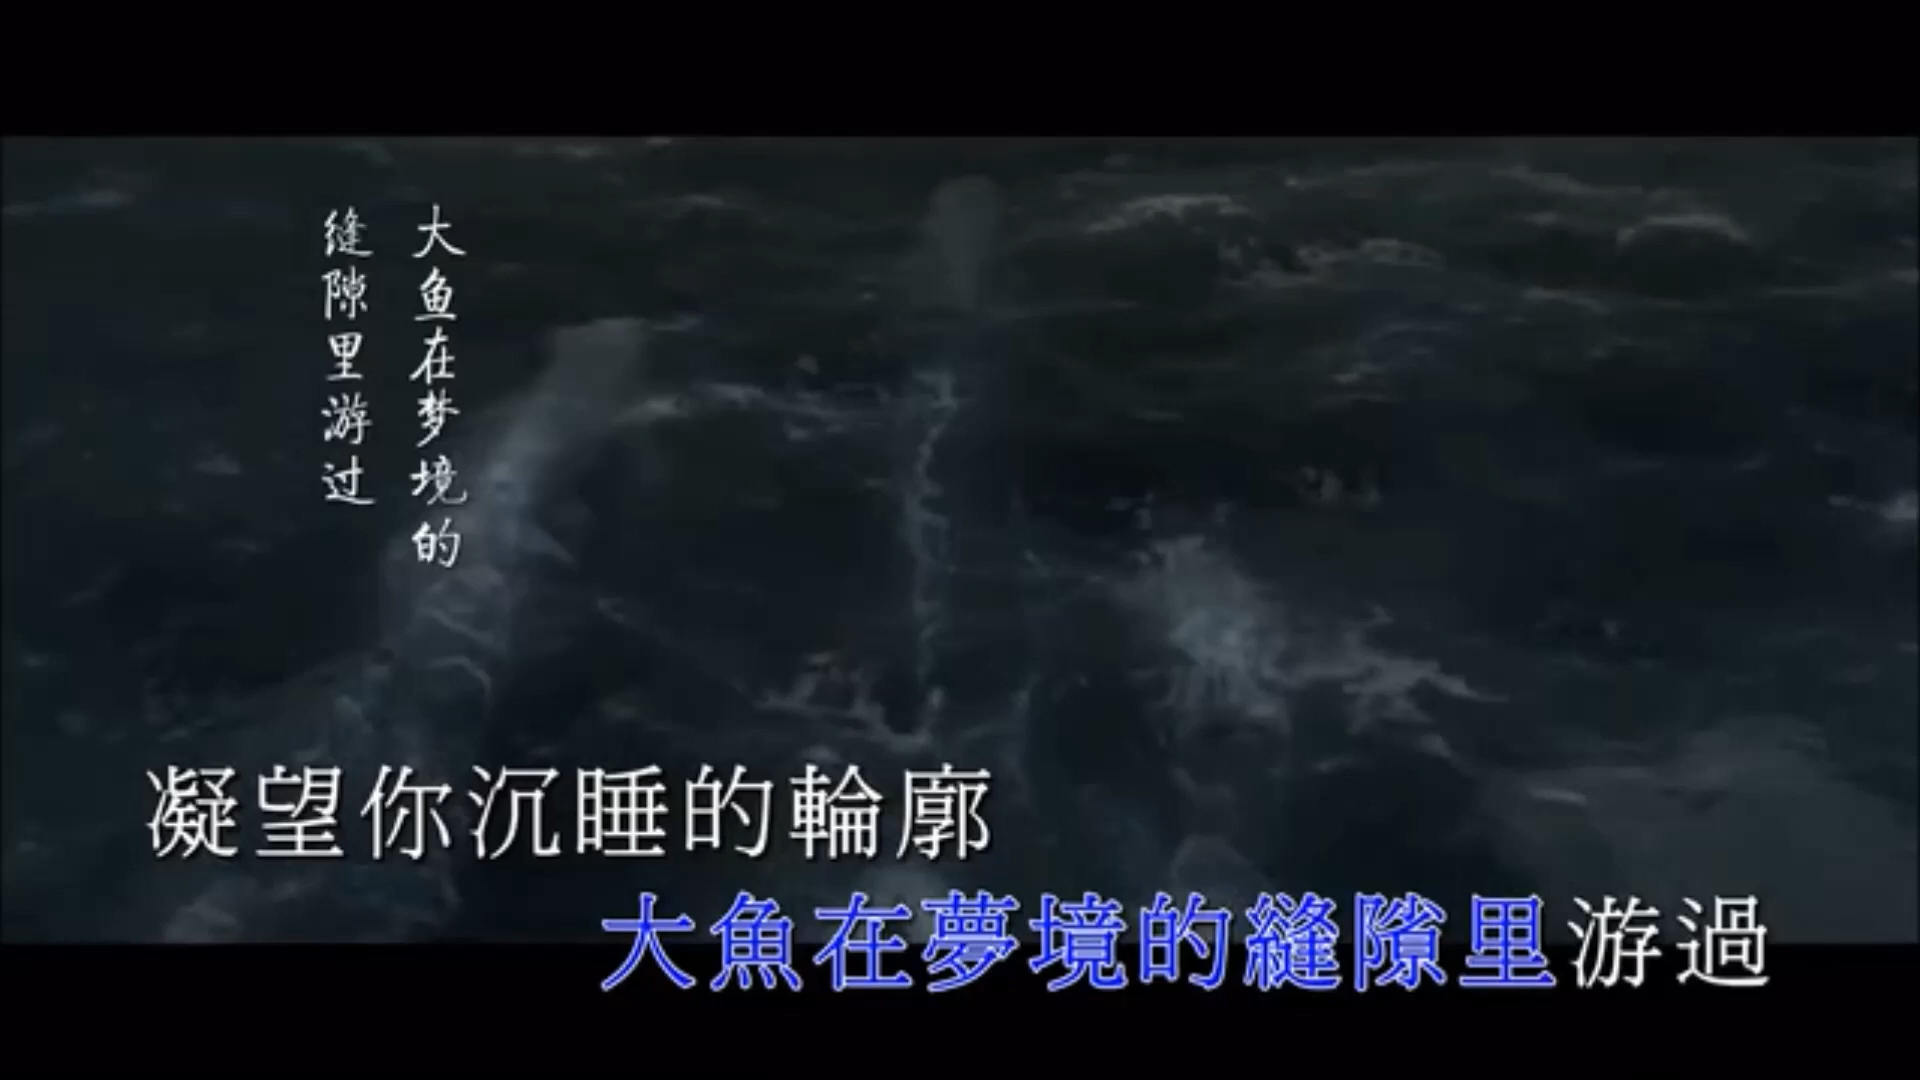 大鱼在梦境的
缝隙里游过
凝望你沉睡的輪廓
大魚在夢境的縫隙里游過